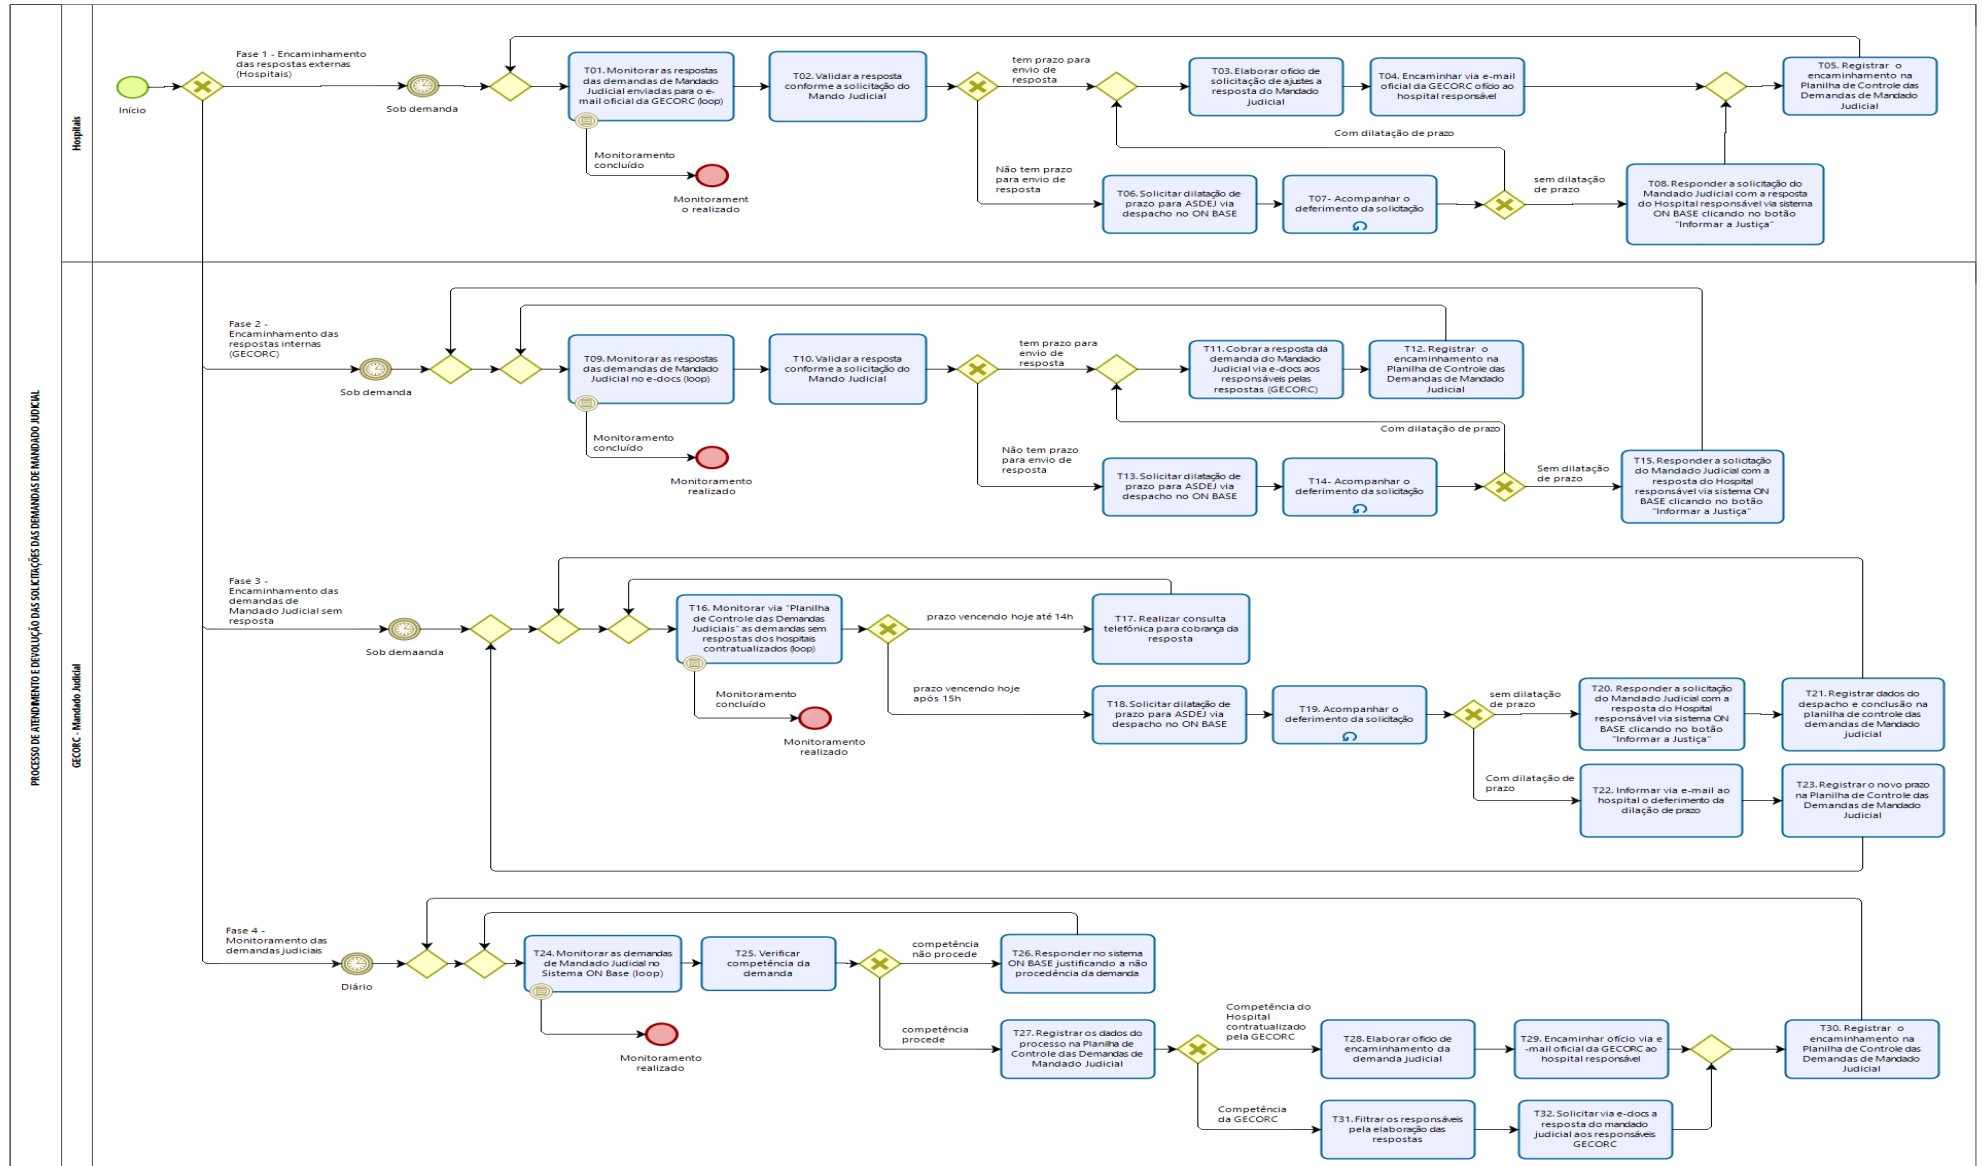 PROCESSO DE ATENDIMENTO E DEVOLUÇÃO DAS SOLICITAÇÕES DAS DEMANDAS DE MANDADO JUDICIAL
Hospitais
Início
Fase 1 - Encaminhamento
das respostas externas
(Hospitais)
Sob demanda
T01. Monitorar as respostas
das demandas de Mandado
Judicial enviadas para o e-
mail oficial da GECORC (loop)
Monitoramento
concluído
Monitorament
o realizado
T02. Validar a resposta
conforme a solicitação do
Mando Judicial
tem prazo para
envio de
resposta
Não tem prazo
para envio de
resposta
T03. Elaborar ofício de
solicitação de ajustes a
resposta do Mandado
judicial
T04. Encaminhar via e-mail
oficial da GECORC ofício ao
hospital responsável
T05. Registrar o
encaminhamento na
Planilha de Controle das
Demandas de Mandado
Judicial
Com dilatação de prazo
T06. Solicitar dilatação de
prazo para ASDEJ via
despacho no ON BASE
T07- Acompanhar o
deferimento da solicitação
sem dilatação
de prazo
T08. Responder a solicitação do
Mandado Judicial com a resposta
do Hospital responsável via sistema
ON BASE clicando no botão
"Informar a Justiça"
GECORC - Mandado Judicial
Fase 2 -
Encaminhamento das
respostas internas
(GECORC)
Sob demanda
T09. Monitorar as respostas
das demandas de Mandado
Judicial no e-docs (loop)
Monitoramento
concluído
Monitoramento
realizado
T10. Validar a resposta
conforme a solicitação do
Mando Judicial
tem prazo para
envio de
resposta
Não tem prazo
para envio de
resposta
T11. Cobrar a resposta da
demanda do Mandado
Judicial via e-docs aos
responsáveis pelas
respostas (GECORC)
T12. Registrar o
encaminhamento na
Planilha de Controle das
Demandas de Mandado
Judicial
Com dilatação de prazo
T13. Solicitar dilatação de
prazo para ASDEJ via
despacho no ON BASE
T14- Acompanhar o
deferimento da solicitação
Sem dilatação
de prazo
T15. Responder a solicitação
do Mandado Judicial com a
resposta do Hospital
responsável via sistema ON
BASE clicando no botão
"Informar a Justiça"
Fase 3 -
Encaminhamento das
demandas de
Mandado Judicial sem
resposta
Sob demaanda
T16. Monitorar via "Planilha
de Controle das Demandas
Judiciais" as demandas sem
respostas dos hospitais
contratualizados (loop)
Monitoramento
concluído
Monitoramento
realizado
prazo vencendo hoje até 14h
prazo vencendo hoje
após 15h
T17. Realizar consulta
telefônica para cobrança da
resposta
T18. Solicitar dilatação de
prazo para ASDEJ via
despacho no ON BASE
T19. Acompanhar o
deferimento da solicitação
sem dilatação
de prazo
T20. Responder a solicitação
do Mandado Judicial com a
resposta do Hospital
responsável via sistema ON
BASE clicando no botão
"Informar a Justiça"
T21. Registrar dados do
despacho e conclusão na
planilha de controle das
demandas de Mandado
judicial
Com dilatação de
prazo
T22. Informar via e-mail ao
hospital o deferimento da
dilação de prazo
T23. Registrar o novo prazo
na Planilha de Controle das
Demandas de Mandado
Judicial
Fase 4 -
Monitoramento das
demandas judiciais
Diário
T24. Monitorar as demandas
de Mandado Judicial no
Sistema ON Base (loop)
Monitoramento
realizado
T25. Verificar
competência da
demanda
competência
não procede
competência
procede
T26. Responder no sistema
ON BASE justificando a não
procedência da demanda
T27. Registrar os dados do
processo na Planilha de
Controle das Demandas de
Mandado Judicial
Competência do
Hospital
contratualizado
pela GECORC
Competência
da GECORC
T28. Elaborar ofício de
encaminhamento da
demanda judicial
T29. Encaminhar ofício via e
-mail oficial da GECORC ao
hospital responsável
T30. Registrar o
encaminhamento na
Planilha de Controle das
Demandas de Mandado
Judicial
T31. Filtrar os responsáveis
pela elaboração das
respostas
T32. Solicitar via e-docs a
resposta do mandado
judicial aos responsáveis
GECORC